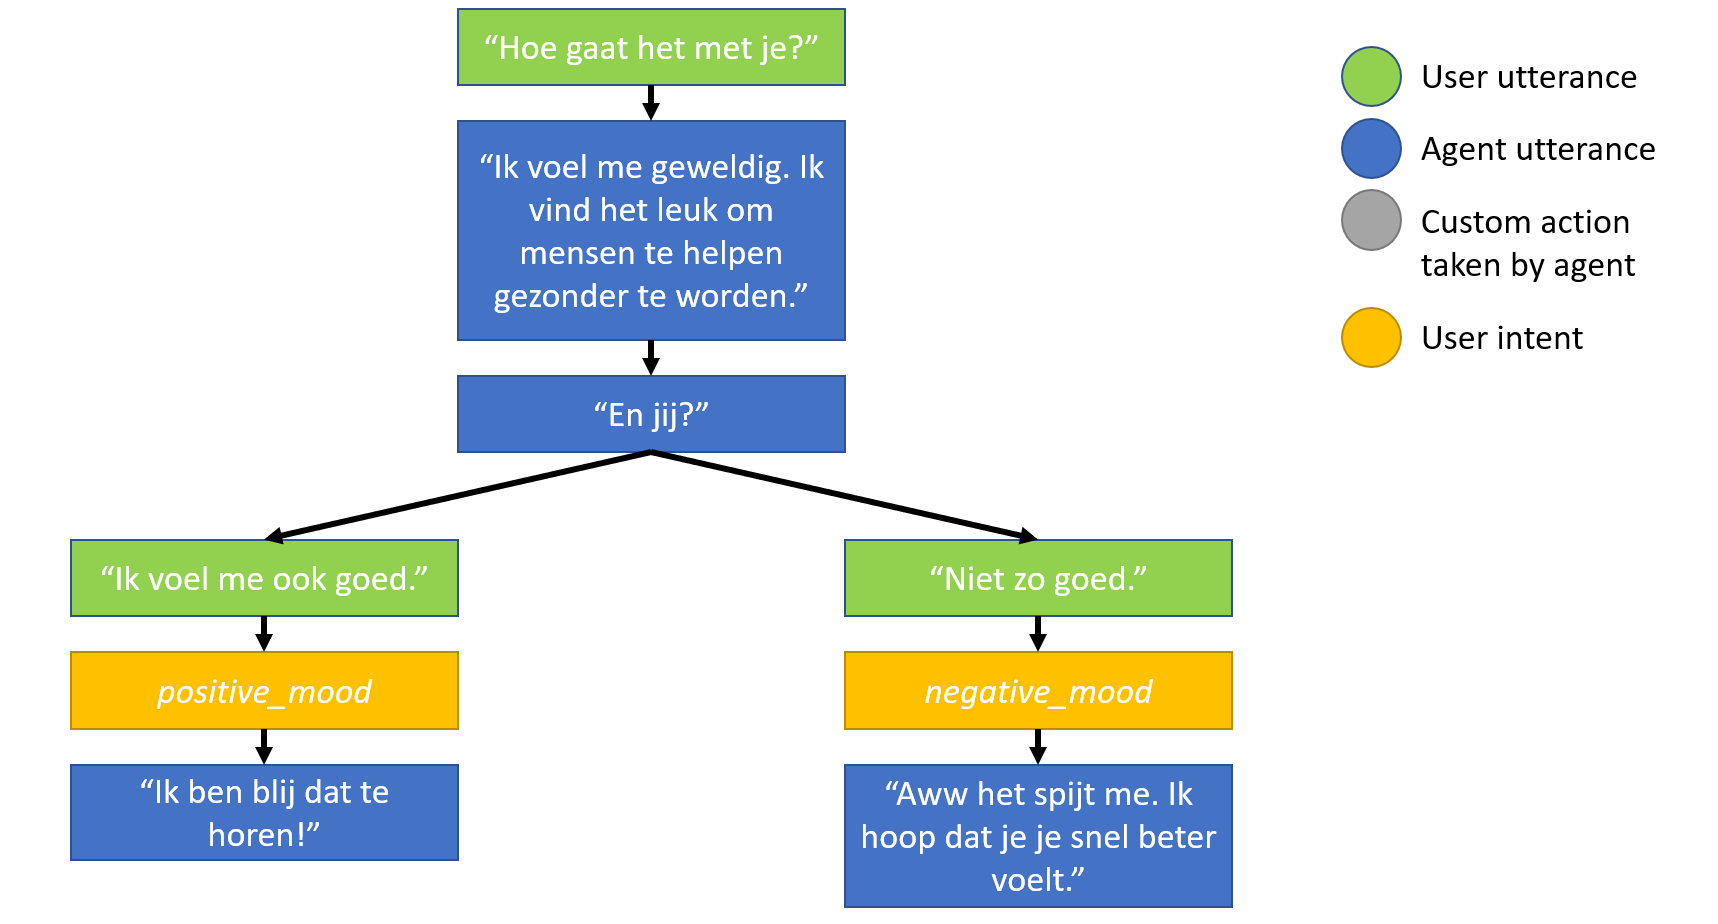 “Hoe gaat het met je?”
“Ik voel me geweldig. Ik
vind het leuk om
mensen te helpen
gezonder te worden.”
“En jij?”
“Ik voel me ook goed.”
positive_mood
“Ik ben blij dat te
horen!”
“Niet zo goed.”
negative_mood
“Aww het spijt me. Ik
hoop dat je je snel beter
voelt.”
User utterance
Agent utterance
Custom action
taken by agent
User intent